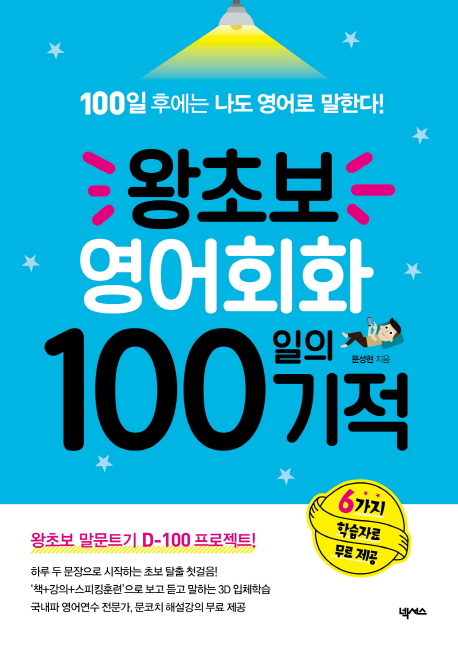 100일 후에는 나도 영어로 말한다!
왕초보
영어회화
100일의 기적
문성현 지음
6가지
학습자료
무료 제공
왕초보 말문트기 D-100 프로젝트!
하루 두 문장으로 시작하는 초보 탈출 첫걸음!
‘책+강의+스피킹훈련’으로 보고 듣고 말하는 3D 입체학습
국내파 영어연수 전문가, 문코치 해설강의 무료 제공
넥서스